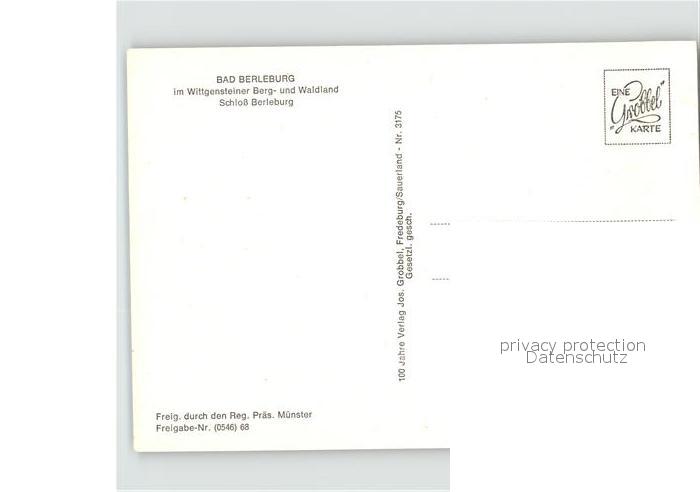 BAD BERLEBURG
im Wittgensteiner Berg- und Waldland
Schloß Berleburg
EINE
„Grobbel“
KARTE
100 Jahre Verlag Jos. Grobbel, Fredeburg/Sauerland - Nr. 3175
Gesetzl. gesch.
privacy protection
Datenschutz
Freig. durch den Reg. Präs. Münster
Freigabe-Nr. (0546) 68